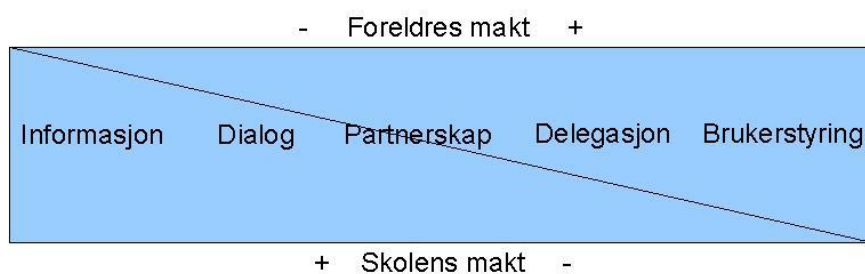 - Foreldres makt +
Informasjon Dialog Partnerskap Delegasjon Brukerstyring
+ Skolens makt -